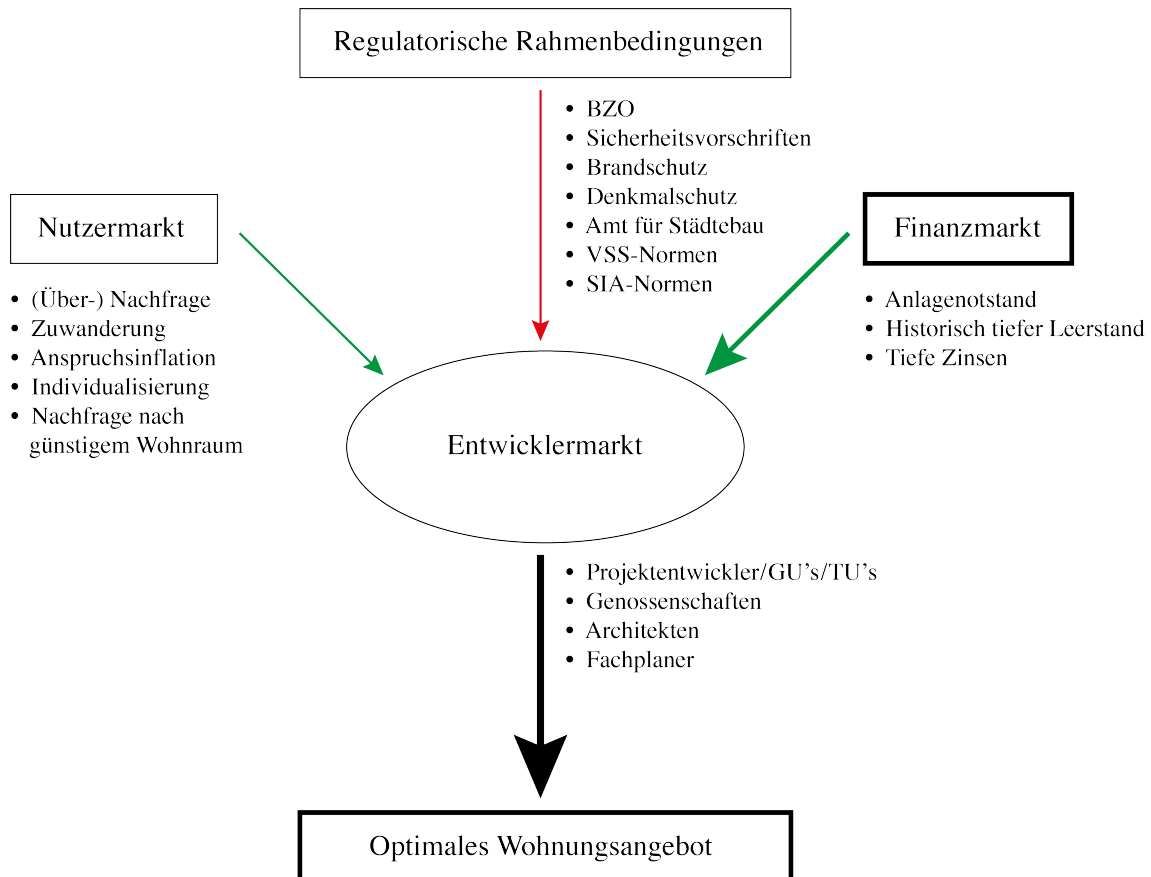 Regulatorische Rahmenbedingungen
• BZO
• Sicherheitsvorschriften
• Brandschutz
• Denkmalschutz
• Amt für Städtebau
• VSS-Normen
• SIA-Normen
Nutzermarkt
• (Über-) Nachfrage
• Zuwanderung
• Anspruchsinflation
• Individualisierung
• Nachfrage nach
günstigem Wohnraum
Finanzmarkt
• Anlagenotstand
• Historisch tiefer Leerstand
• Tiefe Zinsen
Entwicklermarkt
• Projektentwickler/GU’s/TU’s
• Genossenschaften
• Architekten
• Fachplaner
Optimales Wohnungsangebot